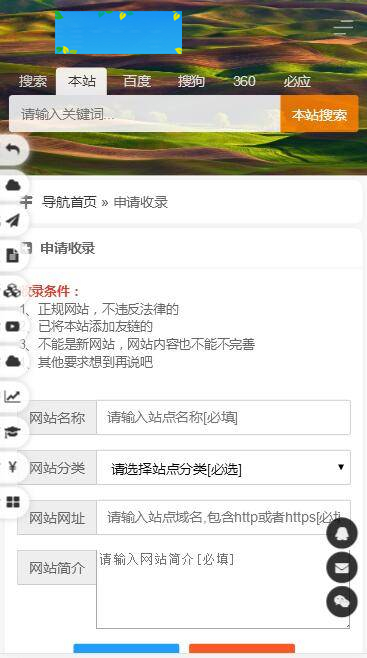 搜索 本站 百度 搜狗 360 必应
请输入关键词... 本站搜索
导航首页 » 申请收录
申请收录
收录条件：
1、正规网站，不违反法律的
2、已将本站添加友链的
3、不能是新网站，网站内容也不能不完善
4、其他要求想到再说吧
网站名称 请输入站点名称[必填]
网站分类 请选择站点分类[必选]
网站网址 请输入站点域名,包含http或者https[必填
网站简介 请输入网站简介[必填]